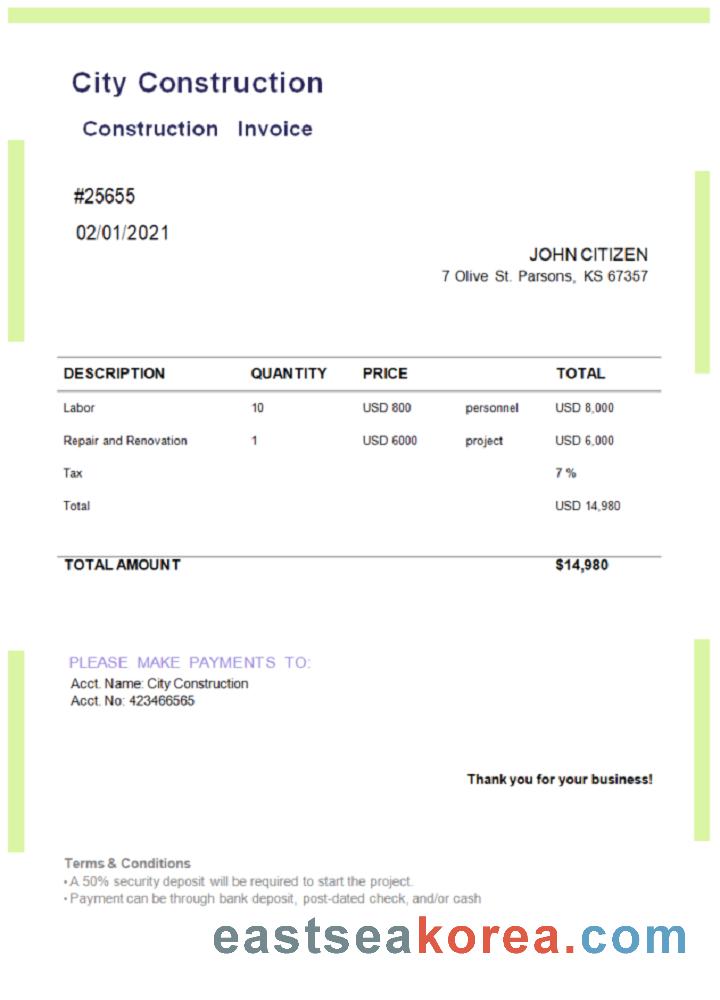 City Construction
Construction Invoice
#25655
02/01/2021
JOHN CITIZEN
7 Olive St. Parsons, KS 67357
DESCRIPTION QUANTITY PRICE TOTAL
Labor 10 USD 800 personnel USD 8,000
Repair and Renovation 1 USD 6000 project USD 6,000
Tax 7 %
Total USD 14,980
TOTAL AMOUNT $14,980
PLEASE MAKE PAYMENTS TO:
Acct. Name: City Construction
Acct. No: 423466565
Thank you for your business!
Terms & Conditions
• A 50% security deposit will be required to start the project.
• Payment can be through bank deposit, post-dated check, and/or cash
eastseakorea.com